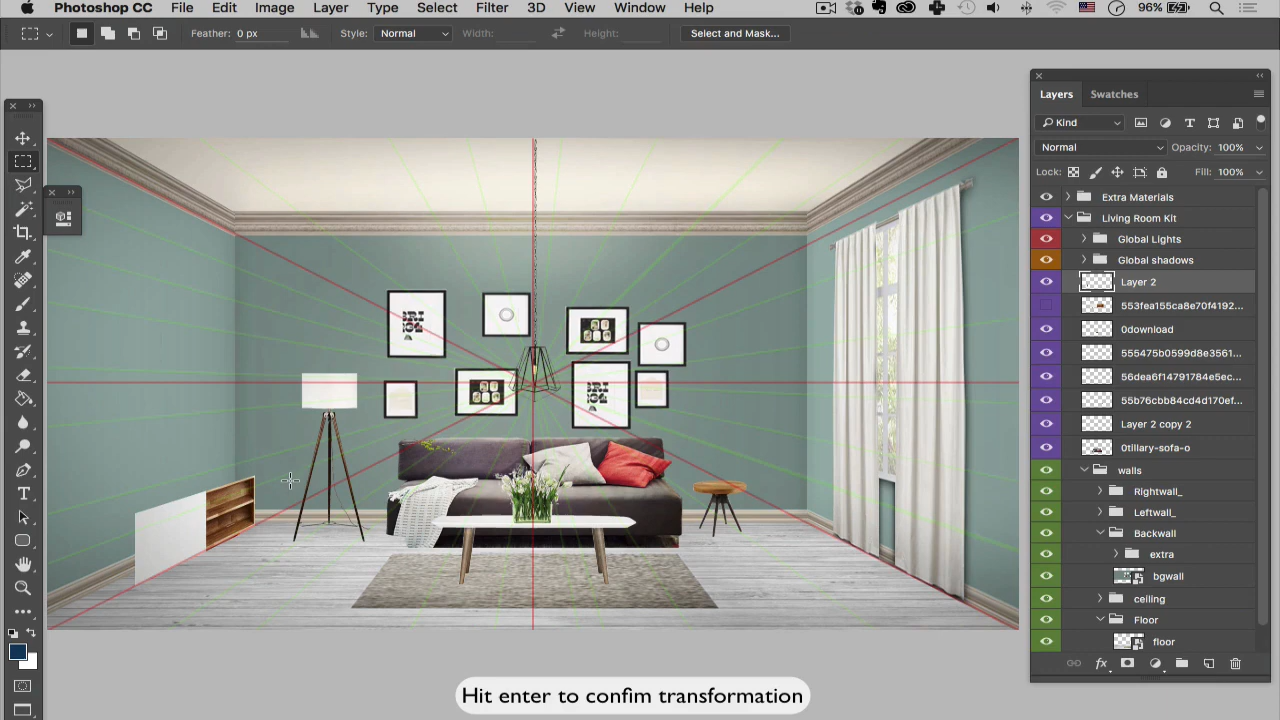 Photoshop CC File Edit Image Layer Type Select Filter 3D View Window Help 96%
Feather: 0 px Style: Normal Width: Height: Select and Mask...
Layers Swatches
Kind
Normal Opacity: 100%
Lock: Fill: 100%
Extra Materials
Living Room Kit
Global Lights
Global shadows
Layer 2
553fea155ca8e70f4192...
0download
555475b0599d8e3561...
56dea6f14791784e5ec...
55b76cbb84cd4d170ef...
Layer 2 copy 2
0tillary-sofa-o
walls
Rightwall_
Leftwall_
Backwall
extra
bgwall
ceiling
Floor
floor
Hit enter to confim transformation